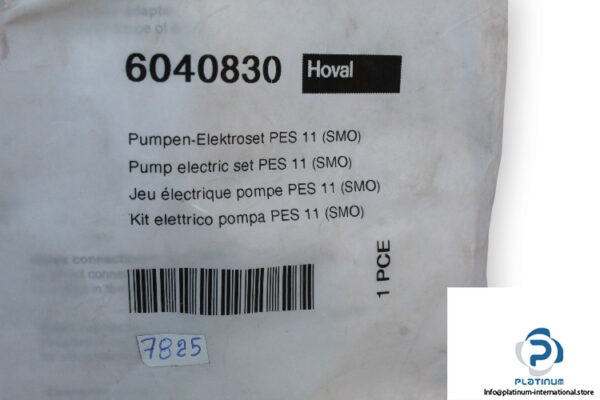 adapte
6040830 Hoval
Pumpen-Elektroset PES 11 (SMO)
Pump electric set PES 11 (SMO)
Jeu électrique pompe PES 11 (SMO)
Kit elettrico pompa PES 11 (SMO)
1 PCE
7825
PLATINUM
Info@platinum-international.store